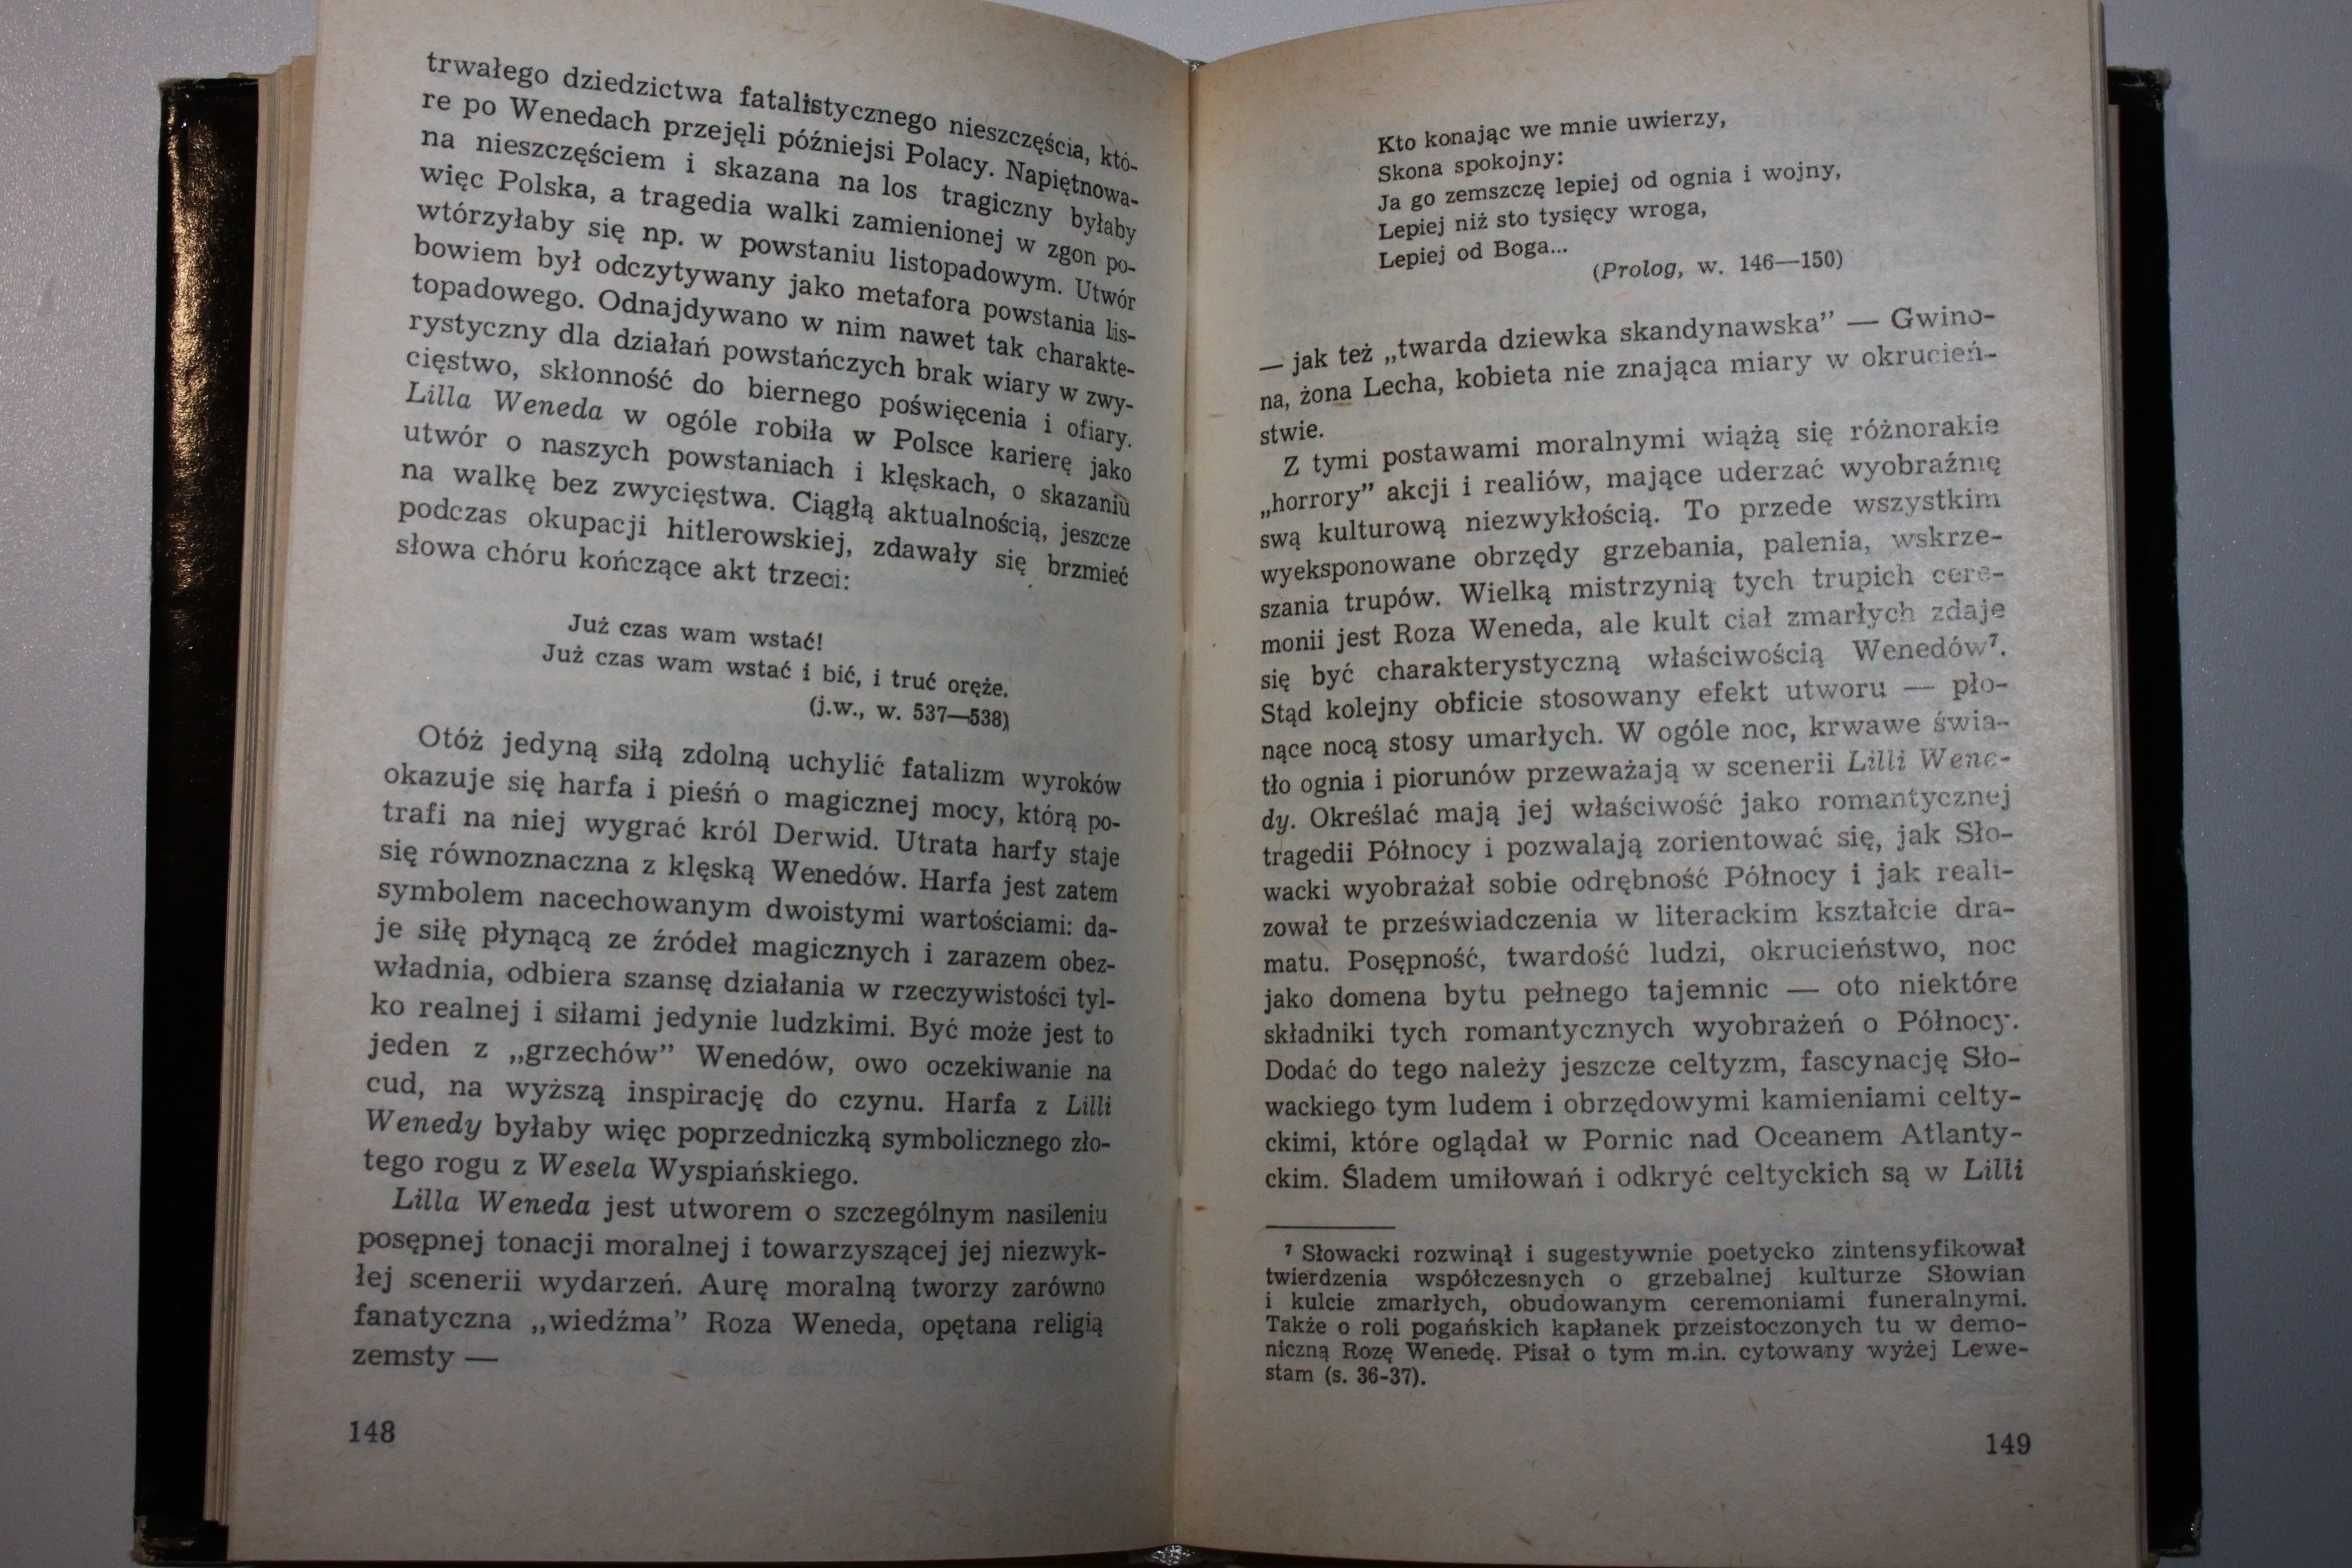 trwałego dziedzictwa fatalistycznego nieszczęścia, któ-
re po Wenedach przejęli późniejsi Polacy. Napiętnowa-
na nieszczęściem i skazana na los tragiczny byłaby
więc Polska, a tragedia walki zamienionej w zgon po-
wtórzyłaby się np. w powstaniu listopadowym. Utwór
bowiem był odczytywany jako metafora powstania lis-
topadowego. Odnajdywano w nim nawet tak charakte-
rystyczny dla działań powstańczych brak wiary w zwy-
cięstwo, skłonność do biernego poświęcenia i ofiary.
Lilla Weneda w ogóle robiła w Polsce karierę jako
utwór o naszych powstaniach i klęskach, o skazaniu
na walkę bez zwycięstwa. Ciągłą aktualnością, jeszcze
podczas okupacji hitlerowskiej, zdawały się brzmieć
słowa chóru kończące akt trzeci:
Już czas wam wstać!
Już czas wam wstać i bić, i truć oręże.
(j.w., w. 537—538)
Otóż jedyną siłą zdolną uchylić fatalizm wyroków
okazuje się harfa i pieśń o magicznej mocy, którą po-
trafi na niej wygrać król Derwid. Utrata harfy staje
się równoznaczna z klęską Wenedów. Harfa jest zatem
symbolem nacechowanym dwoistymi wartościami: da-
je siłę płynącą ze źródeł magicznych i zarazem obez-
władnia, odbiera szansę działania w rzeczywistości tyl-
ko realnej i siłami jedynie ludzkimi. Być może jest to
jeden z „grzechów” Wenedów, owo oczekiwanie na
cud, na wyższą inspirację do czynu. Harfa z Lilli
Wenedy byłaby więc poprzedniczką symbolicznego zło-
tego rogu z Wesela Wyspiańskiego.
Lilla Weneda jest utworem o szczególnym nasileniu
posępnej tonacji moralnej i towarzyszącej jej niezwyk-
łej scenerii wydarzeń. Aurę moralną tworzy zarówno
fanatyczna „wiedźma” Roza Weneda, opętana religią
zemsty —
148
Kto konając we mnie uwierzy,
Skona spokojny:
Ja go zemszczę lepiej od ognia i wojny,
Lepiej niż sto tysięcy wroga,
Lepiej od Boga...
(Prolog, w. 146—150)
— jak też „twarda dziewka skandynawska” — Gwino-
na, żona Lecha, kobieta nie znająca miary w okrucień-
stwie.
Z tymi postawami moralnymi wiążą się różnorakie
„horrory” akcji i realiów, mające uderzać wyobraźnię
swą kulturową niezwykłością. To przede wszystkim
wyeksponowane obrzędy grzebania, palenia, wskrze-
szania trupów. Wielką mistrzynią tych trupich cere-
monii jest Roza Weneda, ale kult ciał zmarłych zdaje
się być charakterystyczną właściwością Wenedów⁷.
Stąd kolejny obficie stosowany efekt utworu — pło-
nące nocą stosy umarłych. W ogóle noc, krwawe świa-
tło ognia i piorunów przeważają w scenerii Lilli Wene-
dy. Określać mają jej właściwość jako romantycznej
tragedii Północy i pozwalają zorientować się, jak Sło-
wacki wyobrażał sobie odrębność Północy i jak reali-
zował te przeświadczenia w literackim kształcie dra-
matu. Posępność, twardość ludzi, okrucieństwo, noc
jako domena bytu pełnego tajemnic — oto niektóre
składniki tych romantycznych wyobrażeń o Północy.
Dodać do tego należy jeszcze celtyzm, fascynację Sło-
wackiego tym ludem i obrzędowymi kamieniami celty-
ckimi, które oglądał w Pornic nad Oceanem Atlanty-
ckim. Śladem umiłowań i odkryć celtyckich są w Lilli
⁷ Słowacki rozwinął i sugestywnie poetycko zintensyfikował
twierdzenia współczesnych o grzebalnej kulturze Słowian
i kulcie zmarłych, obudowanym ceremoniami funeralnymi.
Także o roli pogańskich kapłanek przeistoczonych tu w demo-
niczną Rozę Wenedę. Pisał o tym m.in. cytowany wyżej Lewe-
stam (s. 36-37).
149